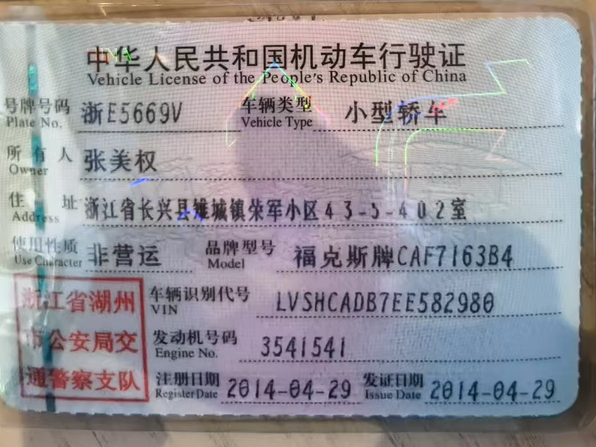 中华人民共和国机动车行驶证
Vehicle License of the People's Republic of China
号牌号码 浙E5669V 车辆类型 小型轿车
Plate No. Vehicle Type
所有人 张美权
Owner
住址 浙江省长兴县雉城镇荣军小区43-5-402室
Address
使用性质 非营运 品牌型号 福克斯牌CAF7163B4
Use Character Model
浙江省湖州
市公安局交
通警察支队
车辆识别代号 LVSHCADB7EE582980
VIN
发动机号码 3541541
Engine No.
注册日期 2014-04-29 发证日期 2014-04-29
Register Date Issue Date